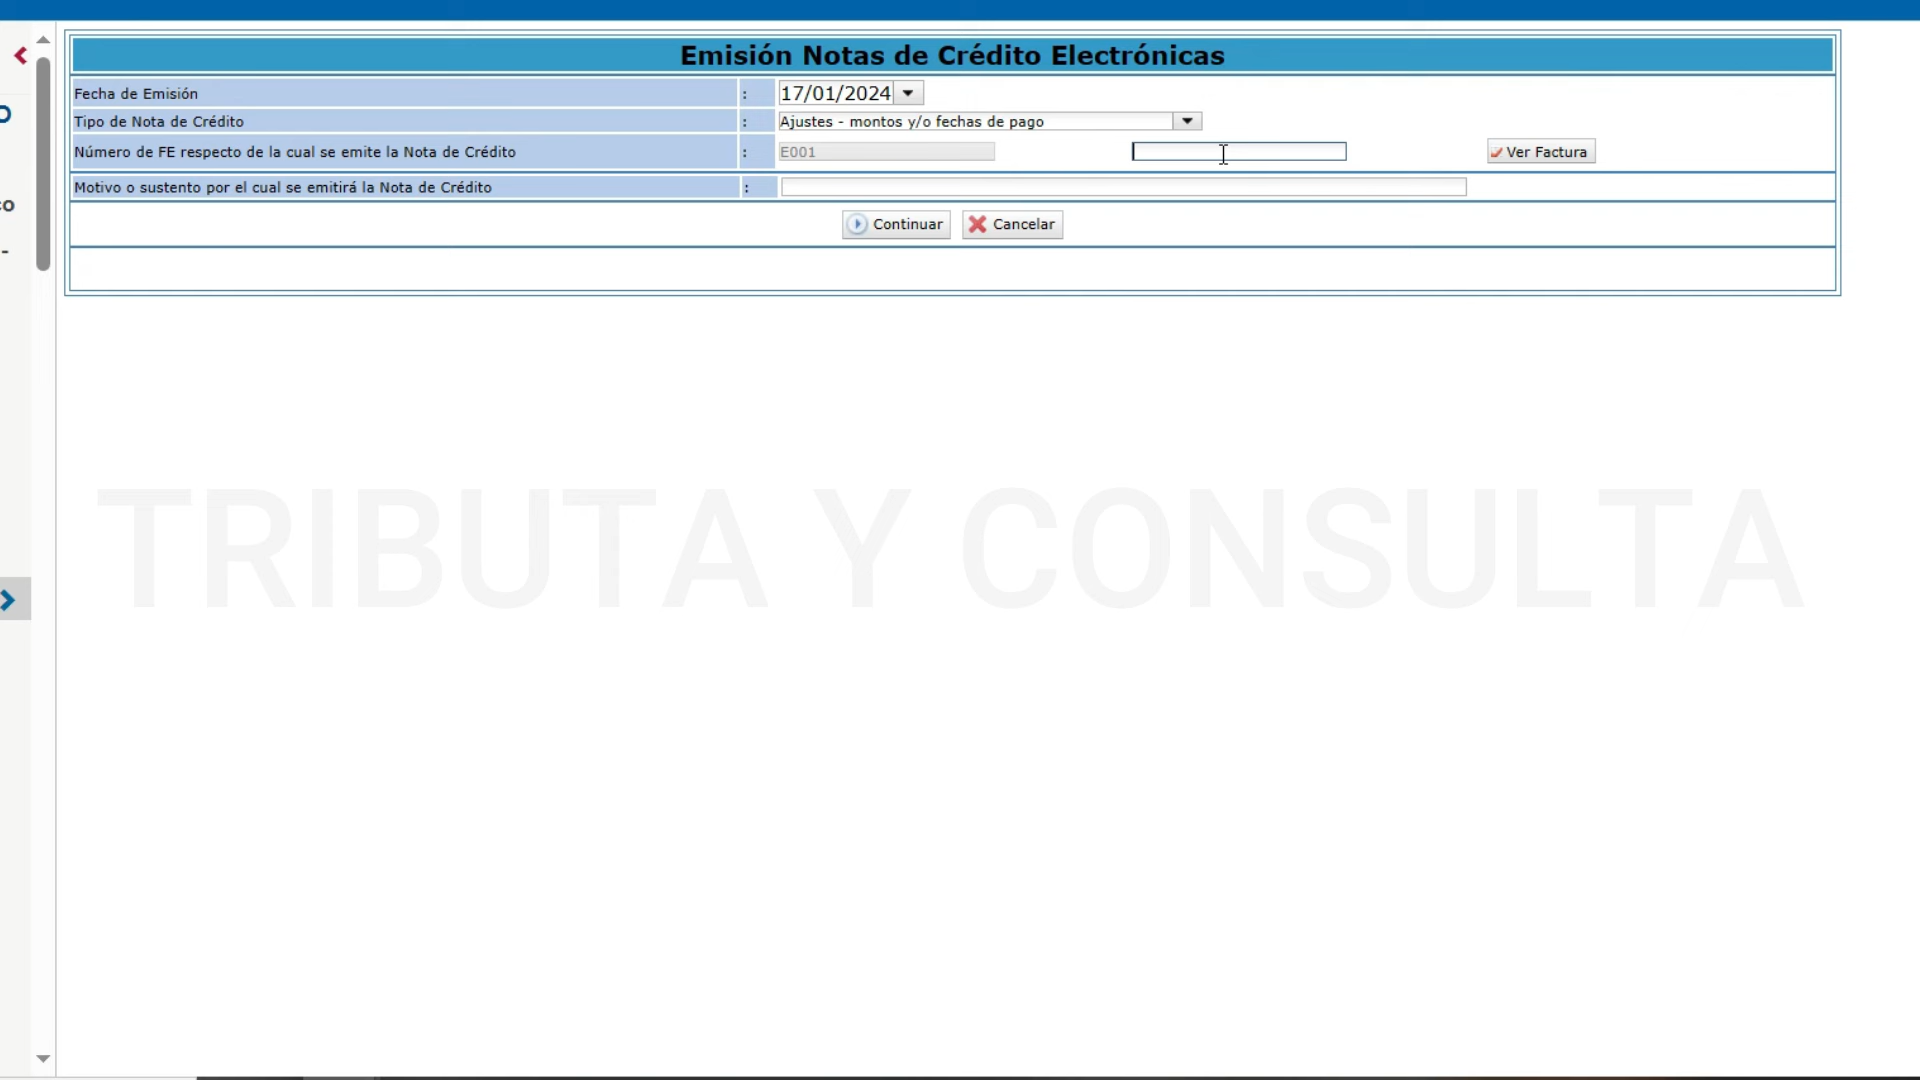 Emisión Notas de Crédito Electrónicas
Fecha de Emisión : 17/01/2024
Tipo de Nota de Crédito : Ajustes - montos y/o fechas de pago
Número de FE respecto de la cual se emite la Nota de Crédito : E001 Ver Factura
Motivo o sustento por el cual se emitirá la Nota de Crédito :
Continuar Cancelar
TRIBUTA Y CONSULTA